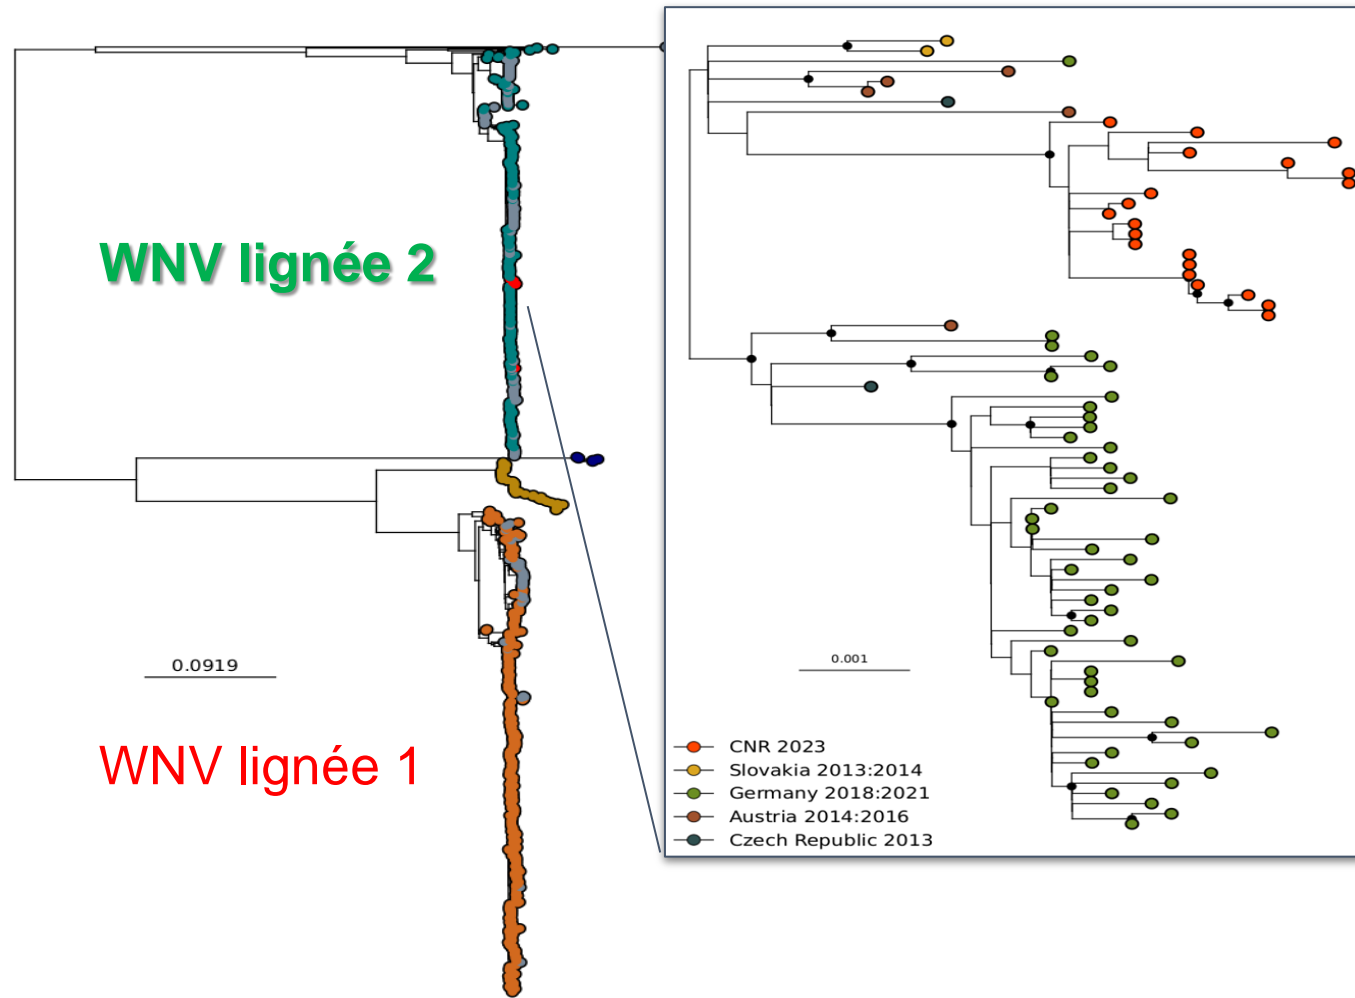 WNV lignée 2
0.0919
WNV lignée 1
0.001
CNR 2023
Slovakia 2013:2014
Germany 2018:2021
Austria 2014:2016
Czech Republic 2013